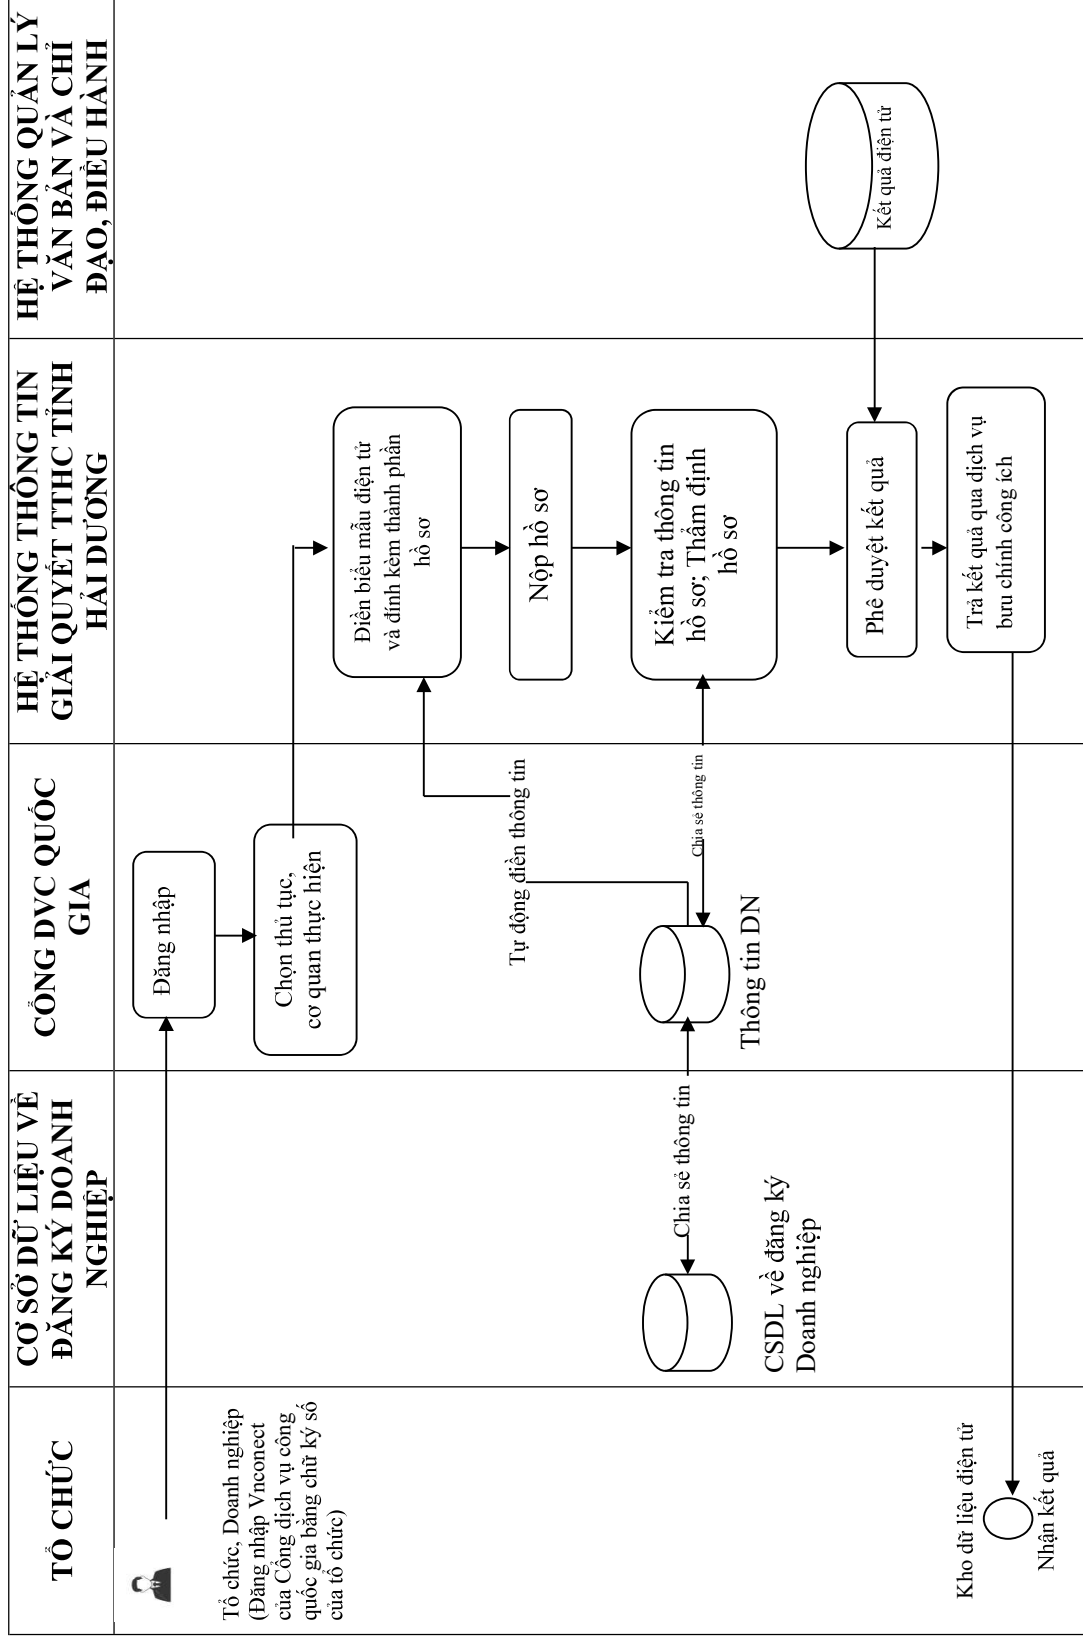 TỔ CHỨC
CƠ SỞ DỮ LIỆU VỀ
ĐĂNG KÝ DOANH
NGHIỆP
CỔNG DVC QUỐC
GIA
HỆ THỐNG THÔNG TIN
GIẢI QUYẾT TTHC TỈNH
HẢI DƯƠNG
HỆ THỐNG QUẢN LÝ
VĂN BẢN VÀ CHỈ
ĐẠO, ĐIỀU HÀNH
Tổ chức, Doanh nghiệp
(Đăng nhập Vnconect
của Cổng dịch vụ công
quốc gia bằng chữ ký số
của tổ chức)
Đăng nhập
Chọn thủ tục,
cơ quan thực hiện
Điền biểu mẫu điện tử
và đính kèm thành phần
hồ sơ
Tự động điền thông tin
Nộp hồ sơ
Kiểm tra thông tin
hồ sơ; Thẩm định
hồ sơ
Chia sẻ thông tin
Chia sẻ thông tin
Thông tin DN
CSDL về đăng ký
Doanh nghiệp
Kết quả điện tử
Phê duyệt kết quả
Trả kết quả qua dịch vụ
bưu chính công ích
Kho dữ liệu điện tử
Nhận kết quả